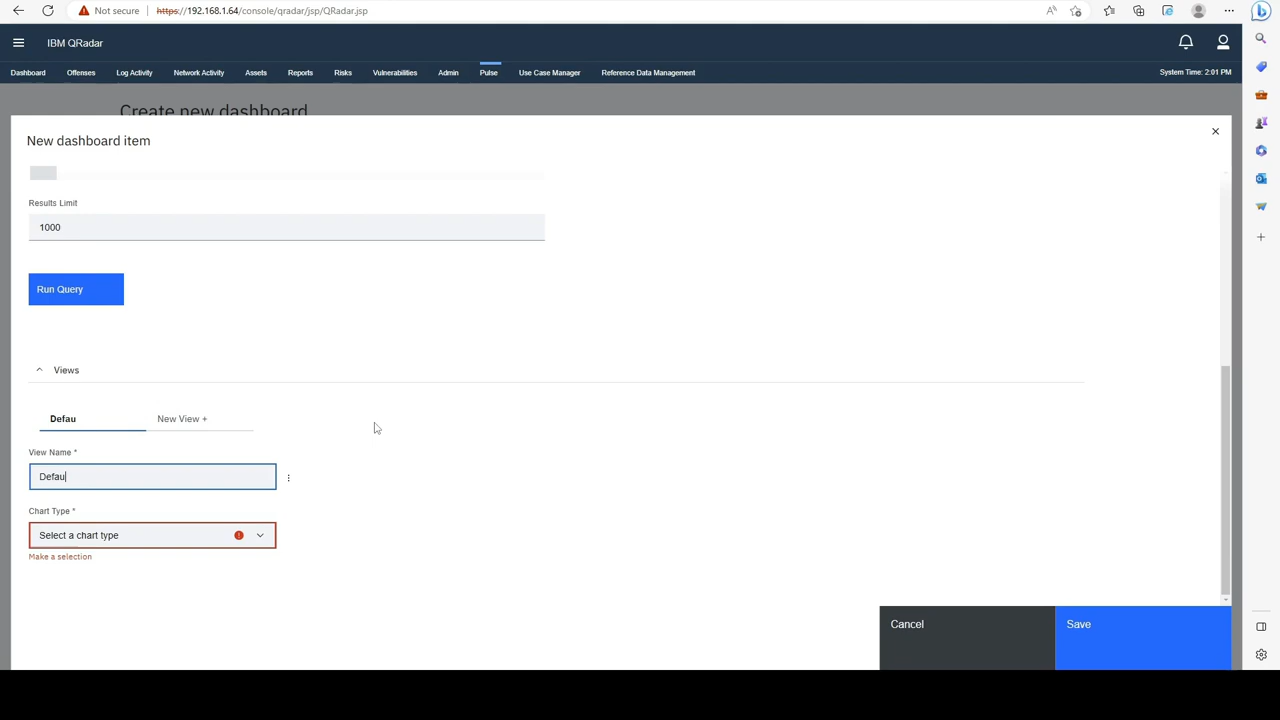 Not secure https://192.168.1.64/console/qradar/jsp/QRadar.jsp
IBM QRadar
Dashboard Offenses Log Activity Network Activity Assets Reports Risks Vulnerabilities Admin Pulse Use Case Manager Reference Data Management System Time: 2:01 PM
Create new dashboard
New dashboard item
Results Limit
1000
Run Query
Views
Defau New View +
View Name *
Defau
Chart Type *
Select a chart type
Make a selection
Cancel Save